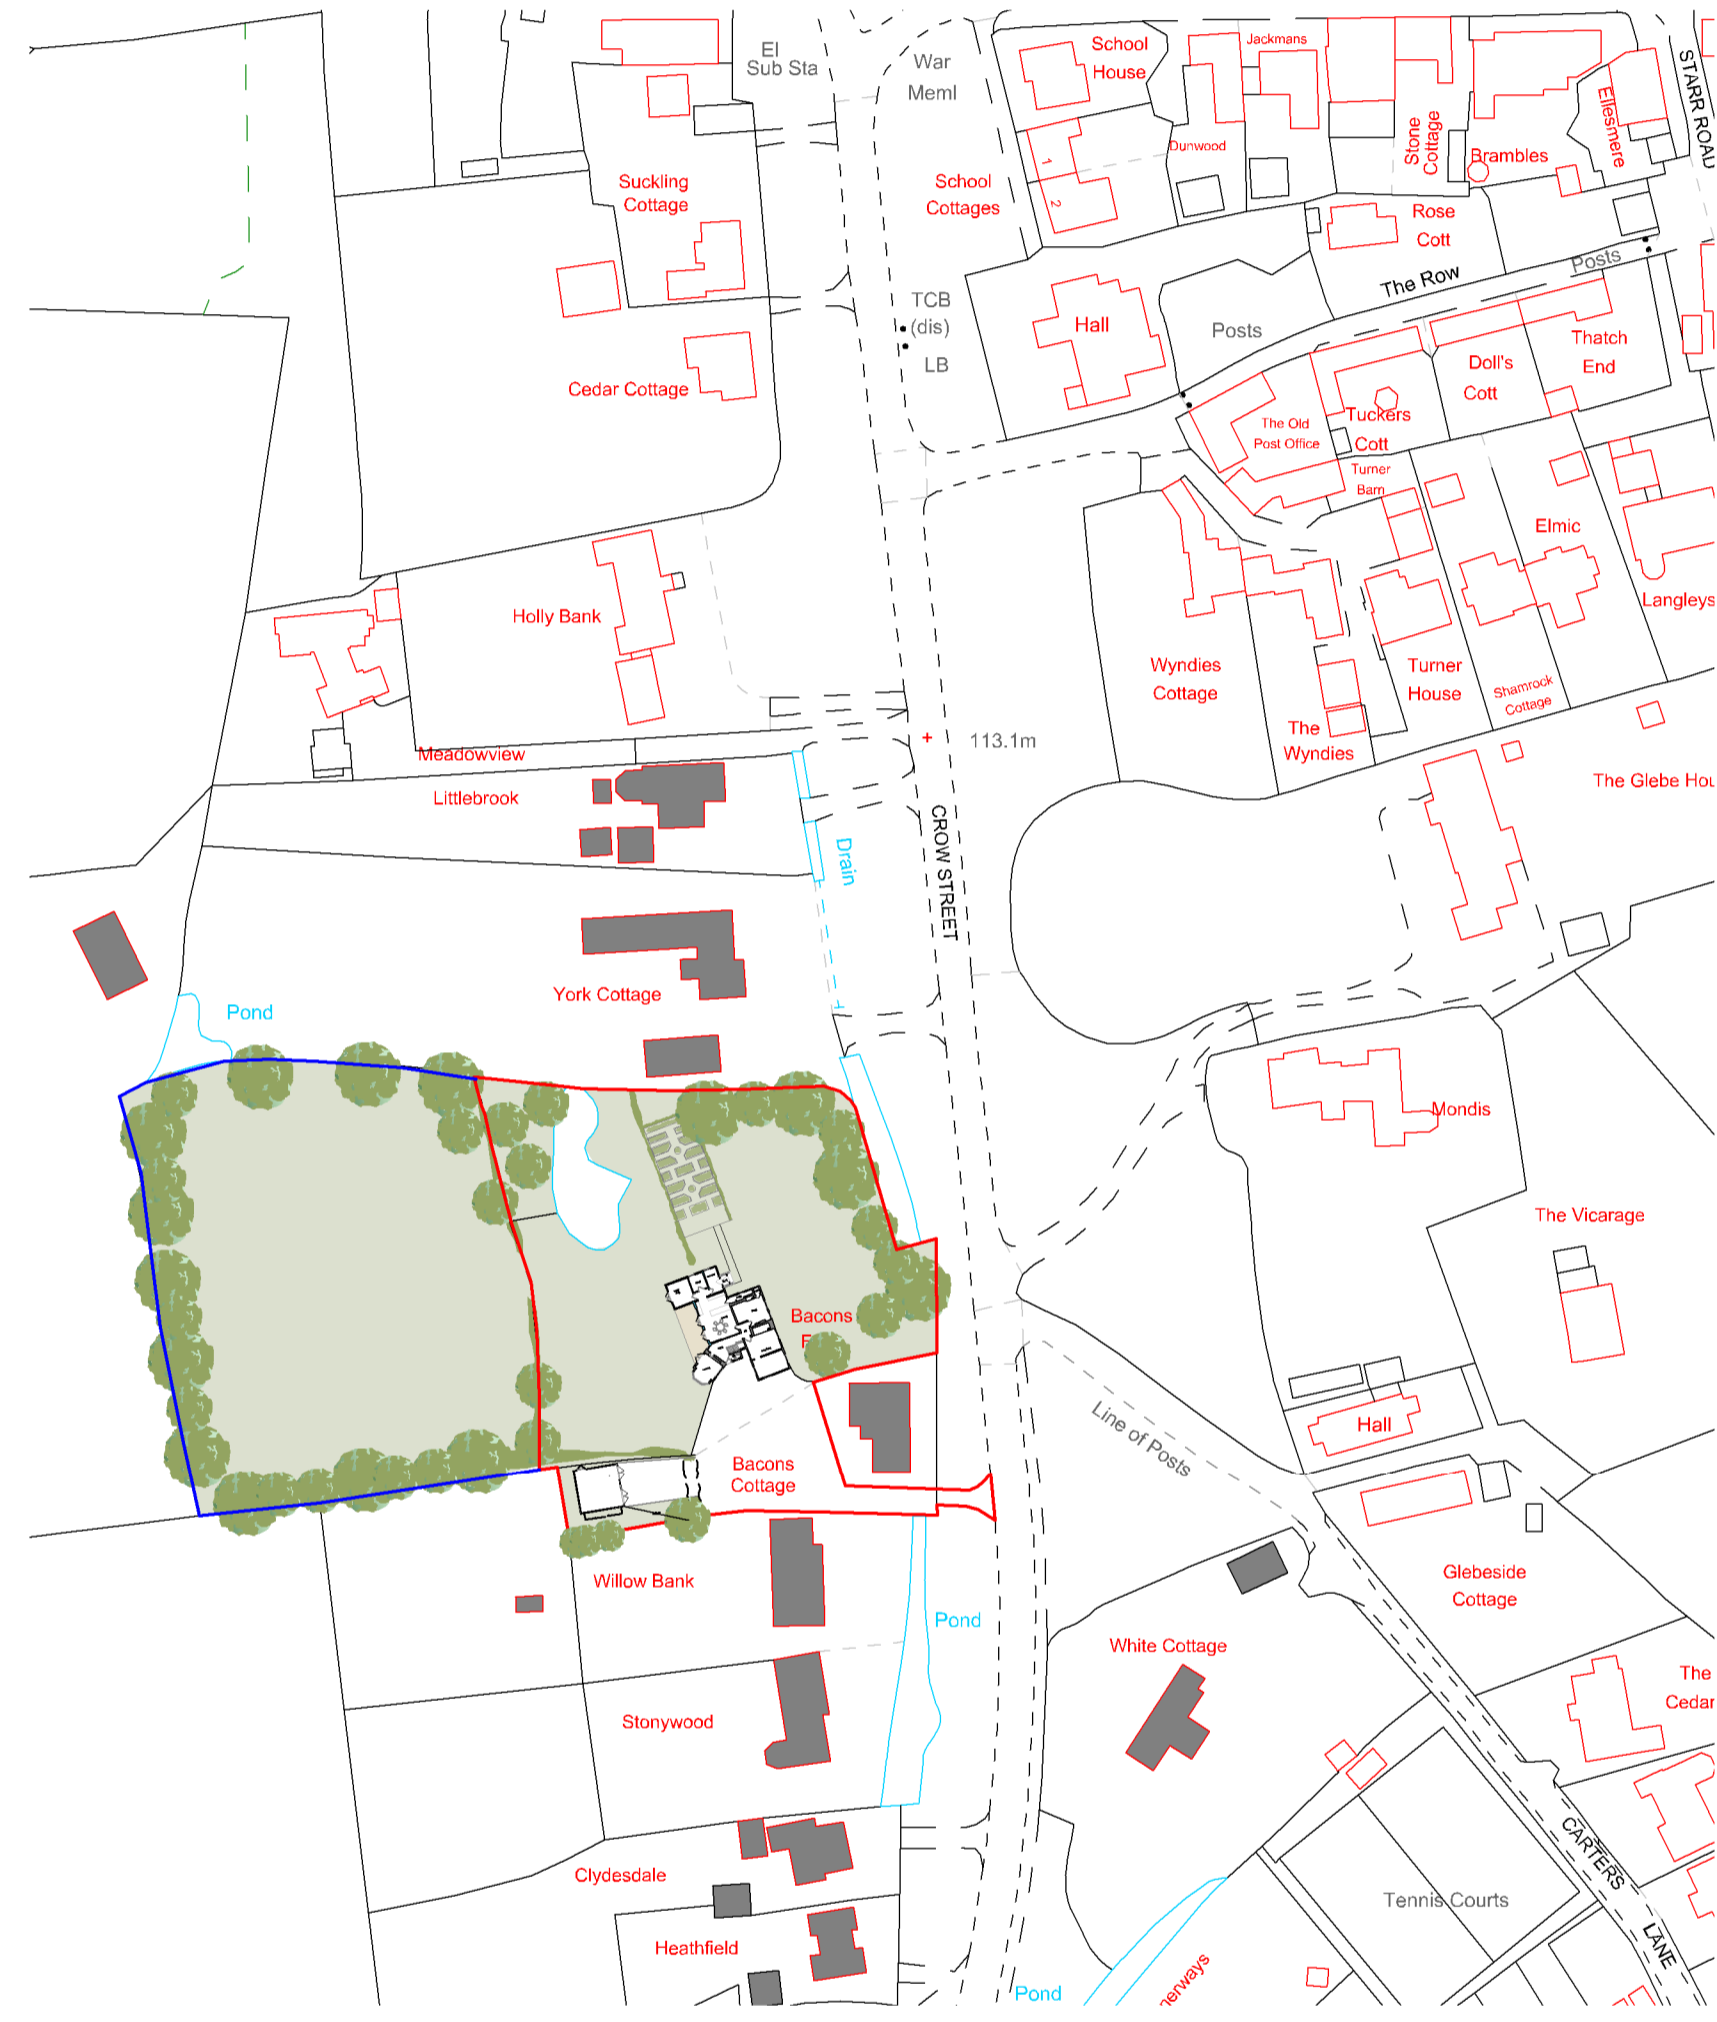 El
Sub Sta
War
Meml
School
House
Jackmans
Stone
Cottage
Ellesmere
STARR ROAD
Dunwood
Brambles
1
2
Suckling
Cottage
School
Cottages
Rose
Cott
The Row
Posts
TCB
(dis)
LB
Hall
Posts
Cedar Cottage
Thatch
End
Doll's
Cott
Tuckers
Cott
The Old
Post Office
Turner
Barn
Elmic
Langleys
Holly Bank
Wyndies
Cottage
Turner
House
Shamrock
Cottage
The
Wyndies
113.1m
Meadowview
Littlebrook
The Glebe Hou
Drain
CROW STREET
York Cottage
Pond
Mondis
The Vicarage
Bacons
Line of Posts
Hall
Bacons
Cottage
Willow Bank
Pond
Glebeside
Cottage
White Cottage
The
Cedar
Stonywood
Clydesdale
CARTERS
LANE
Tennis Courts
Heathfield
Pond
nerways